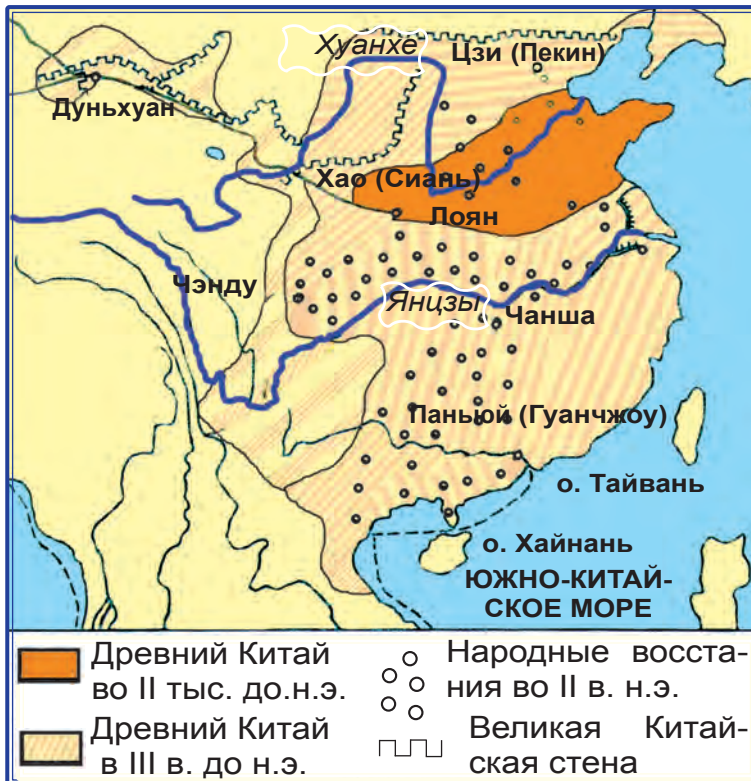 Хуанхе
Цзи (Пекин)
Дуньхуан
Хао (Сиань)
Лоян
Чэнду
Янцзы
Чанша
Паньюй (Гуанчжоу)
о. Тайвань
о. Хайнань
ЮЖНО-КИТАЙ-
СКОЕ МОРЕ
Древний Китай
во II тыс. до.н.э.
Древний Китай
в III в. до н.э.
Народные восста-
ния во II в. н.э.
Великая Китай-
ская стена